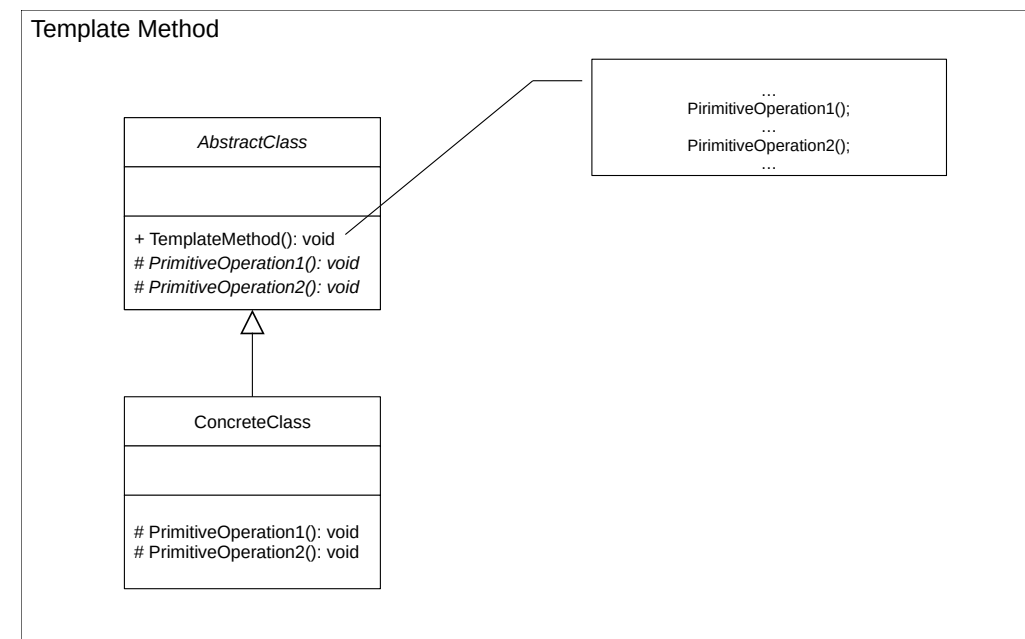 Template Method
…
PirimitiveOperation1();
…
PirimitiveOperation2();
…
AbstractClass
+ TemplateMethod(): void
# PrimitiveOperation1(): void
# PrimitiveOperation2(): void
ConcreteClass
# PrimitiveOperation1(): void
# PrimitiveOperation2(): void